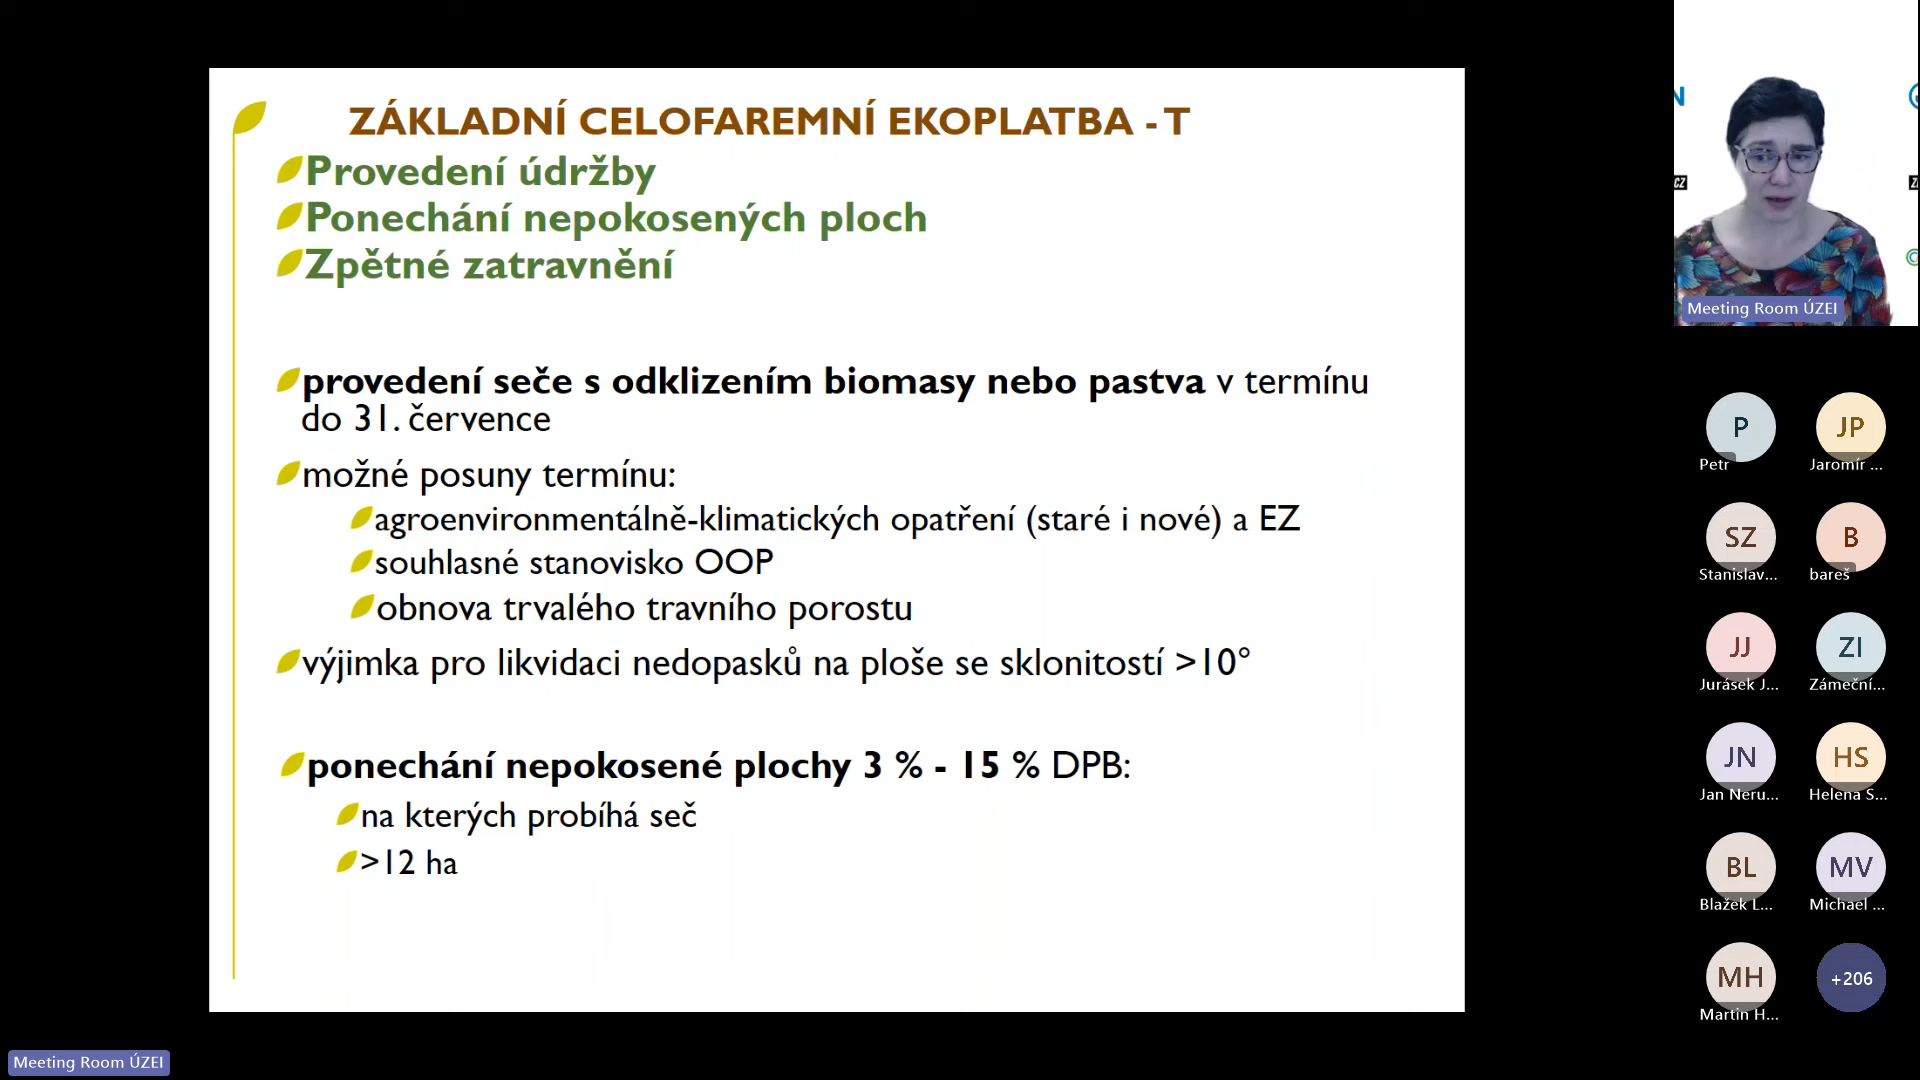 ZÁKLADNÍ CELOFAREMNÍ EKOPLATBA - T
Provedení údržby
Ponechání nepokosených ploch
Zpětné zatravnění
provedení seče s odklizením biomasy nebo pastva v termínu
do 31. července
možné posuny termínu:
agroenvironmentálně-klimatických opatření (staré i nové) a EZ
souhlasné stanovisko OOP
obnova trvalého travního porostu
výjimka pro likvidaci nedopasků na ploše se sklonitostí >10°
ponechání nepokosené plochy 3 % - 15 % DPB:
na kterých probíhá seč
>12 ha
N
CZ
Meeting Room ÚZEI
P
Petr
JP
Jaromír ...
SZ
Stanislav...
B
bareš
JJ
Jurásek J...
ZI
Zámeční...
JN
Jan Neru...
HS
Helena S...
BL
Blažek L...
MV
Michael ...
MH
Martin H...
+206
Meeting Room ÚZEI